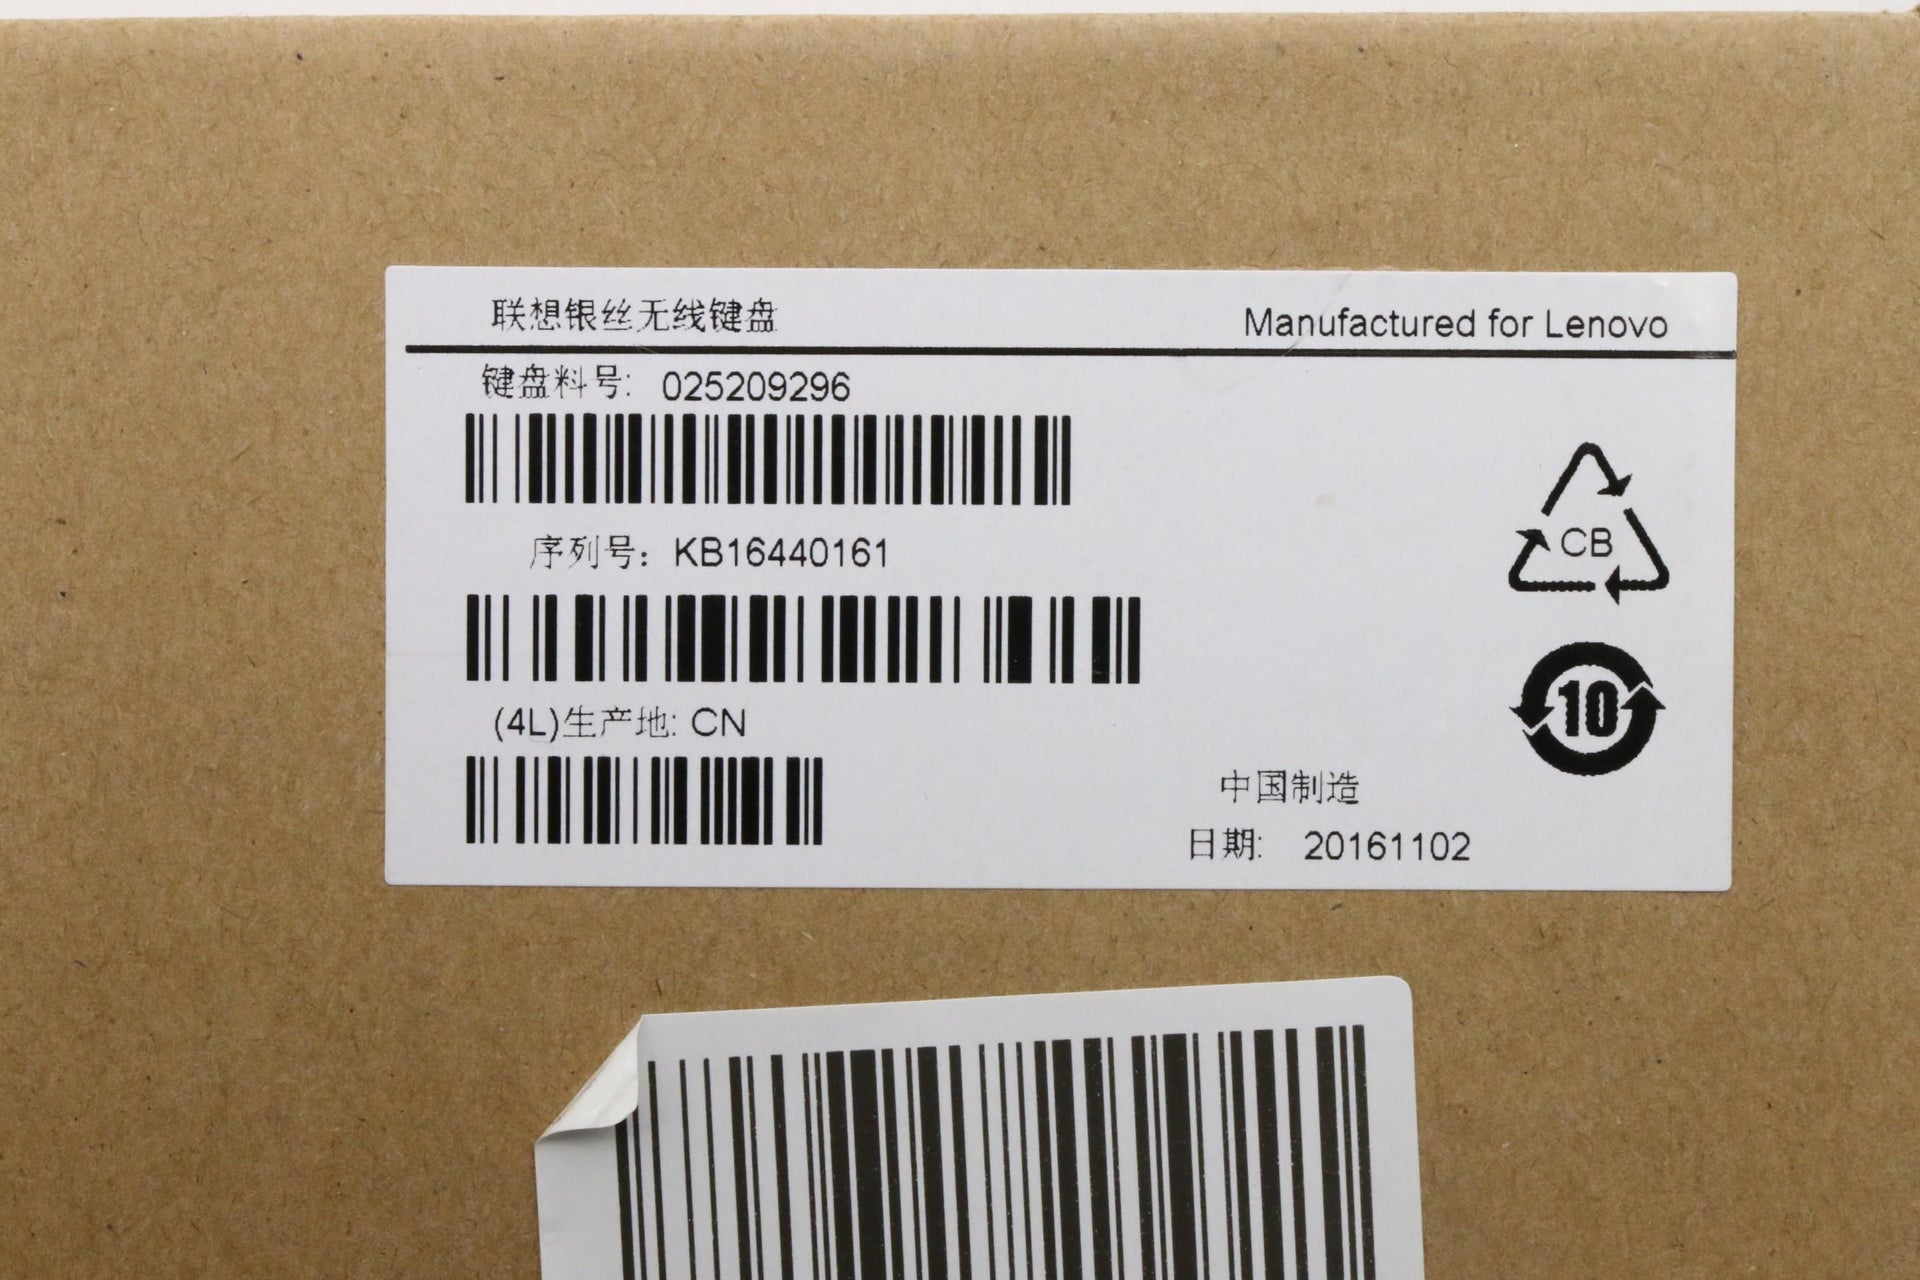 联想银丝无线键盘
Manufactured for Lenovo
键盘料号: 025209296
序列号: KB16440161
(4L)生产地: CN
CB
10
中国制造
日期: 20161102